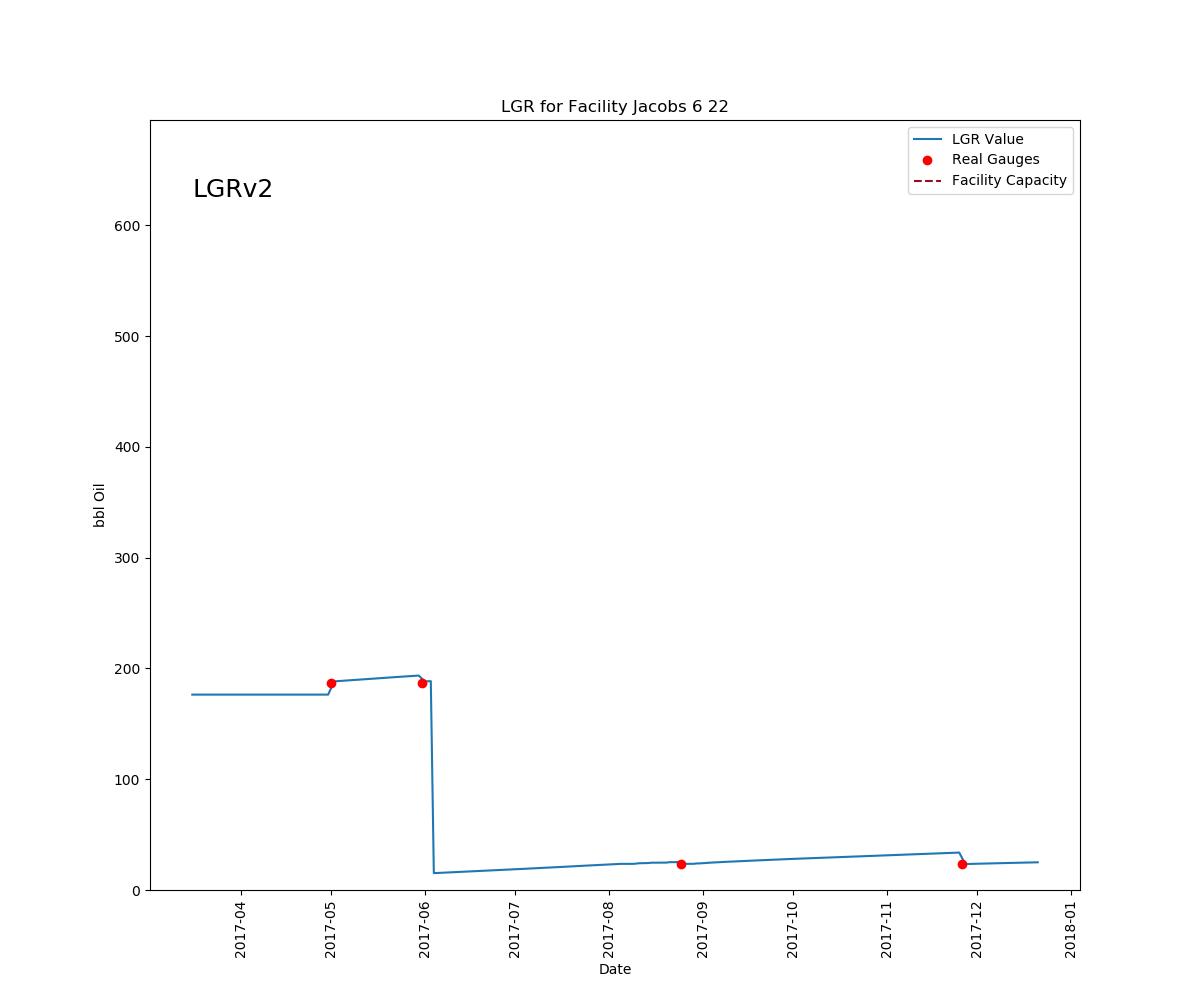 LGR for Facility Jacobs 6 22
LGRv2
LGR Value
Real Gauges
Facility Capacity
600
500
400
300
200
100
0
bbl Oil
2017-04
2017-05
2017-06
2017-07
2017-08
2017-09
2017-10
2017-11
2017-12
2018-01
Date